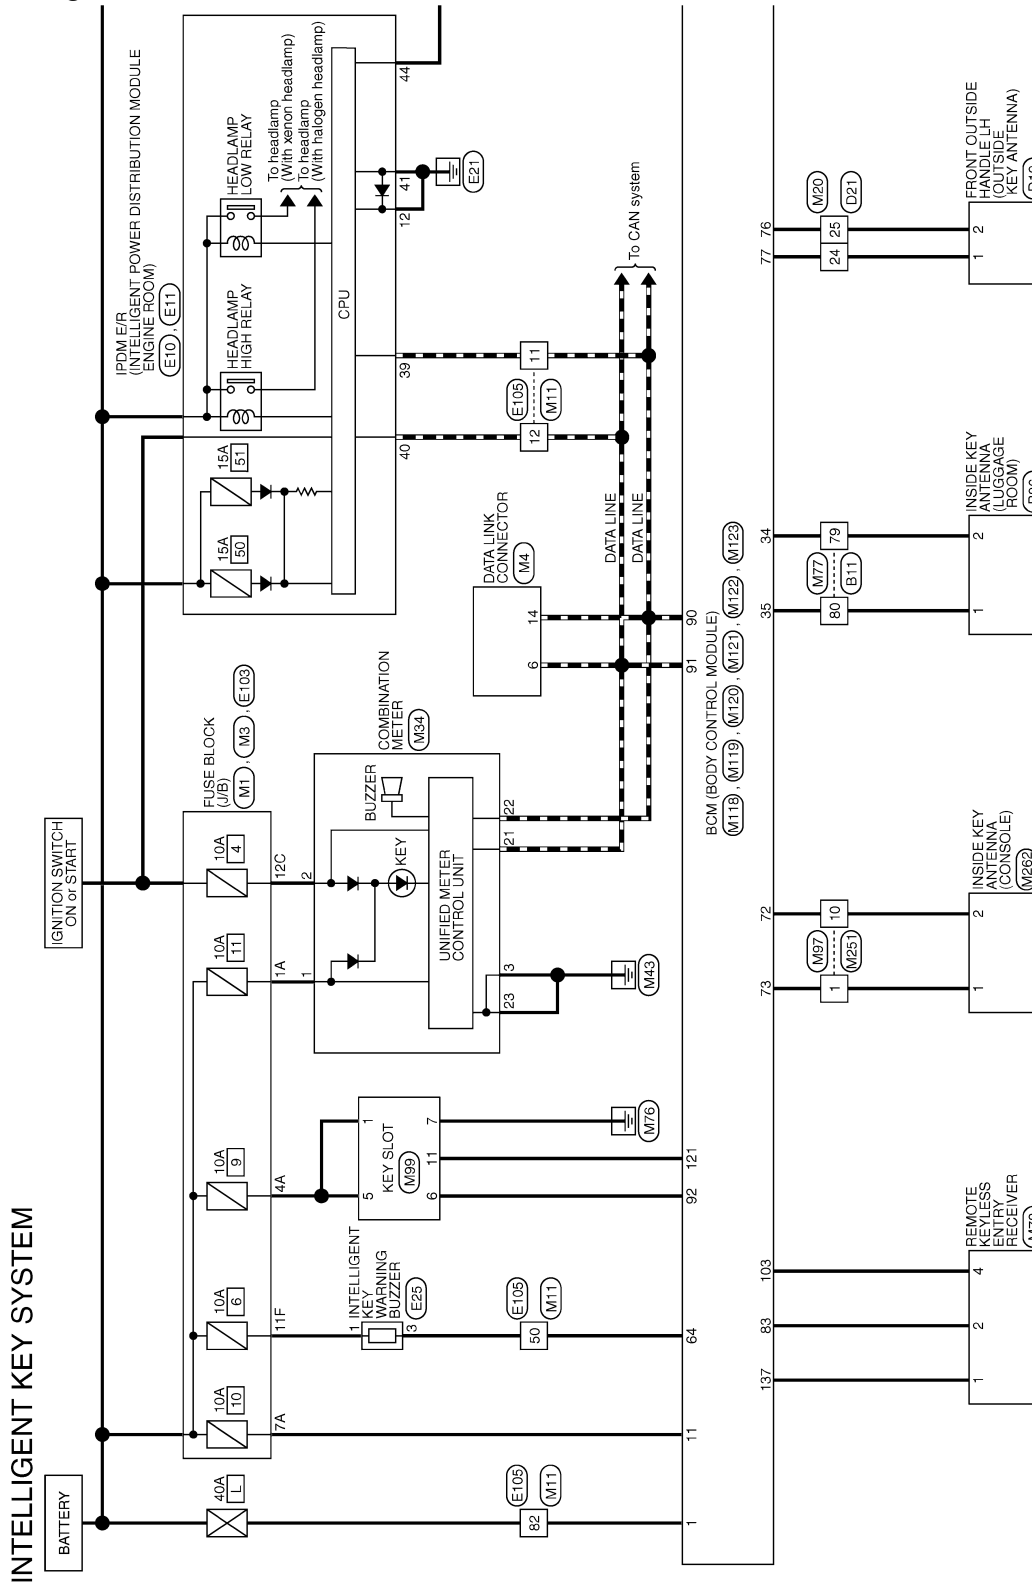 INTELLIGENT KEY SYSTEM
BATTERY
IGNITION SWITCH
ON or START
40A
L
E105
82
M11
1
FUSE BLOCK
(J/B)
M1 , M3 , E103
10A
10
7A
11
10A
6
11F
1
INTELLIGENT
KEY
WARNING
BUZZER
E25
3
E105
50
M11
64
10A
9
4A
5
1
KEY SLOT
M99
6
11
7
92
121
M76
10A
11
1A
1
10A
4
12C
2
COMBINATION
METER
M34
BUZZER
KEY
UNIFIED METER
CONTROL UNIT
23
3
21
22
M43
IPDM E/R
(INTELLIGENT POWER DISTRIBUTION MODULE
ENGINE ROOM)
E10 , E11
15A
50
15A
51
HEADLAMP
HIGH RELAY
HEADLAMP
LOW RELAY
To headlamp
(With xenon headlamp)
To headlamp
(With halogen headlamp)
CPU
40
39
12
41
44
E21
E105
12
11
M11
DATA LINK
CONNECTOR
M4
6
14
DATA LINE
DATA LINE
To CAN system
91
90
BCM (BODY CONTROL MODULE)
M118 , M119 , M120 , M121 , M122 , M123
137
83
103
1
2
4
REMOTE
KEYLESS
ENTRY
RECEIVER
73
72
M97
1
10
M251
1
2
INSIDE KEY
ANTENNA
(CONSOLE)
M262
35
34
M77
80
79
B11
1
2
INSIDE KEY
ANTENNA
(LUGGAGE
ROOM)
77
76
M20
24
25
D21
1
2
FRONT OUTSIDE
HANDLE LH
(OUTSIDE
KEY ANTENNA)